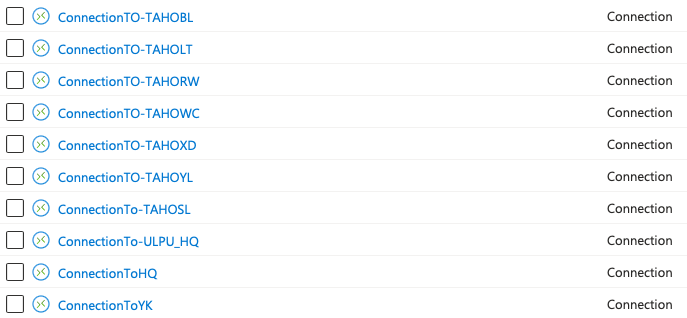 ConnectionTO-TAHOBL Connection
ConnectionTO-TAHOLT Connection
ConnectionTO-TAHORW Connection
ConnectionTO-TAHOWC Connection
ConnectionTO-TAHOXD Connection
ConnectionTO-TAHOYL Connection
ConnectionTo-TAHOSL Connection
ConnectionTo-ULPU_HQ Connection
ConnectionToHQ Connection
ConnectionToYK Connection